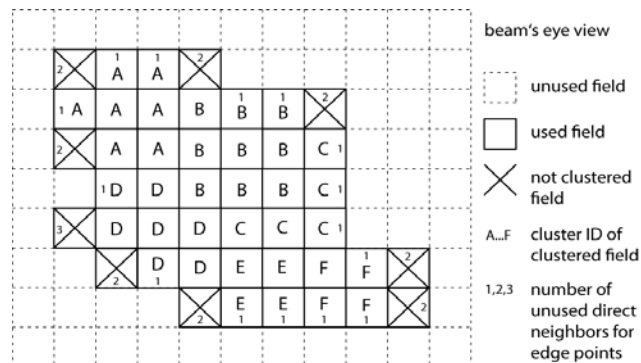 beam's eye view
2 1 A 1 A 2
unused field
1 A A A B 1 B 1 B 2
used field
2 A A B B B C 1
1 D D B B B C 1
not clustered
field
3 D D D C C C 1
A...F cluster ID of
clustered field
2 D 1 D E E F 1 F 2
1,2,3 number of
unused direct
neighbors for
edge points
2 E 1 E 1 F 1 F 1 2